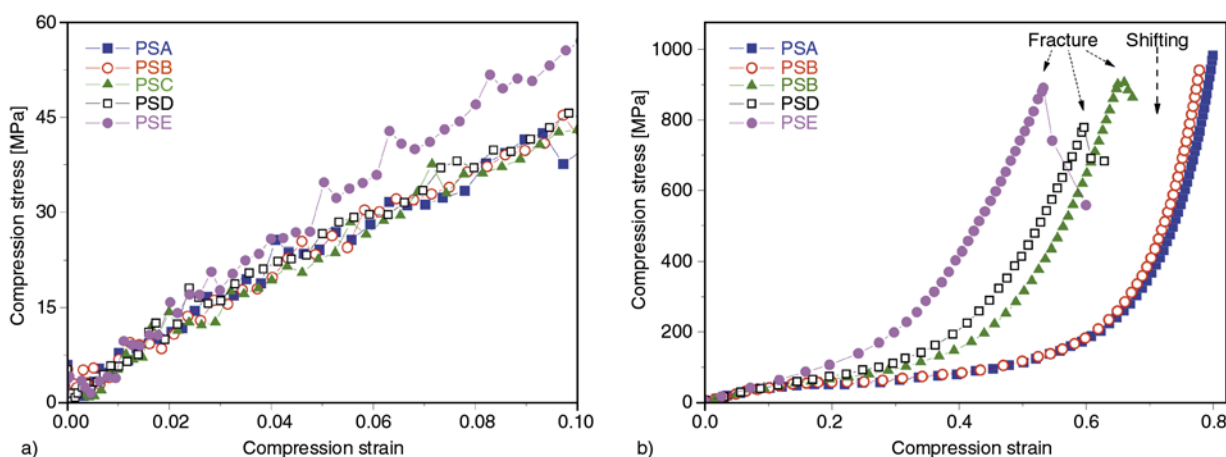 60
45
30
15
0
Compression stress [MPa]
PSA
PSB
PSC
PSD
PSE
0.00 0.02 0.04 0.06 0.08 0.10
a) Compression strain
1000
800
600
400
200
0
Compression stress [MPa]
PSA
PSB
PSB
PSD
PSE
Fracture Shifting
0.0 0.2 0.4 0.6 0.8
b) Compression strain